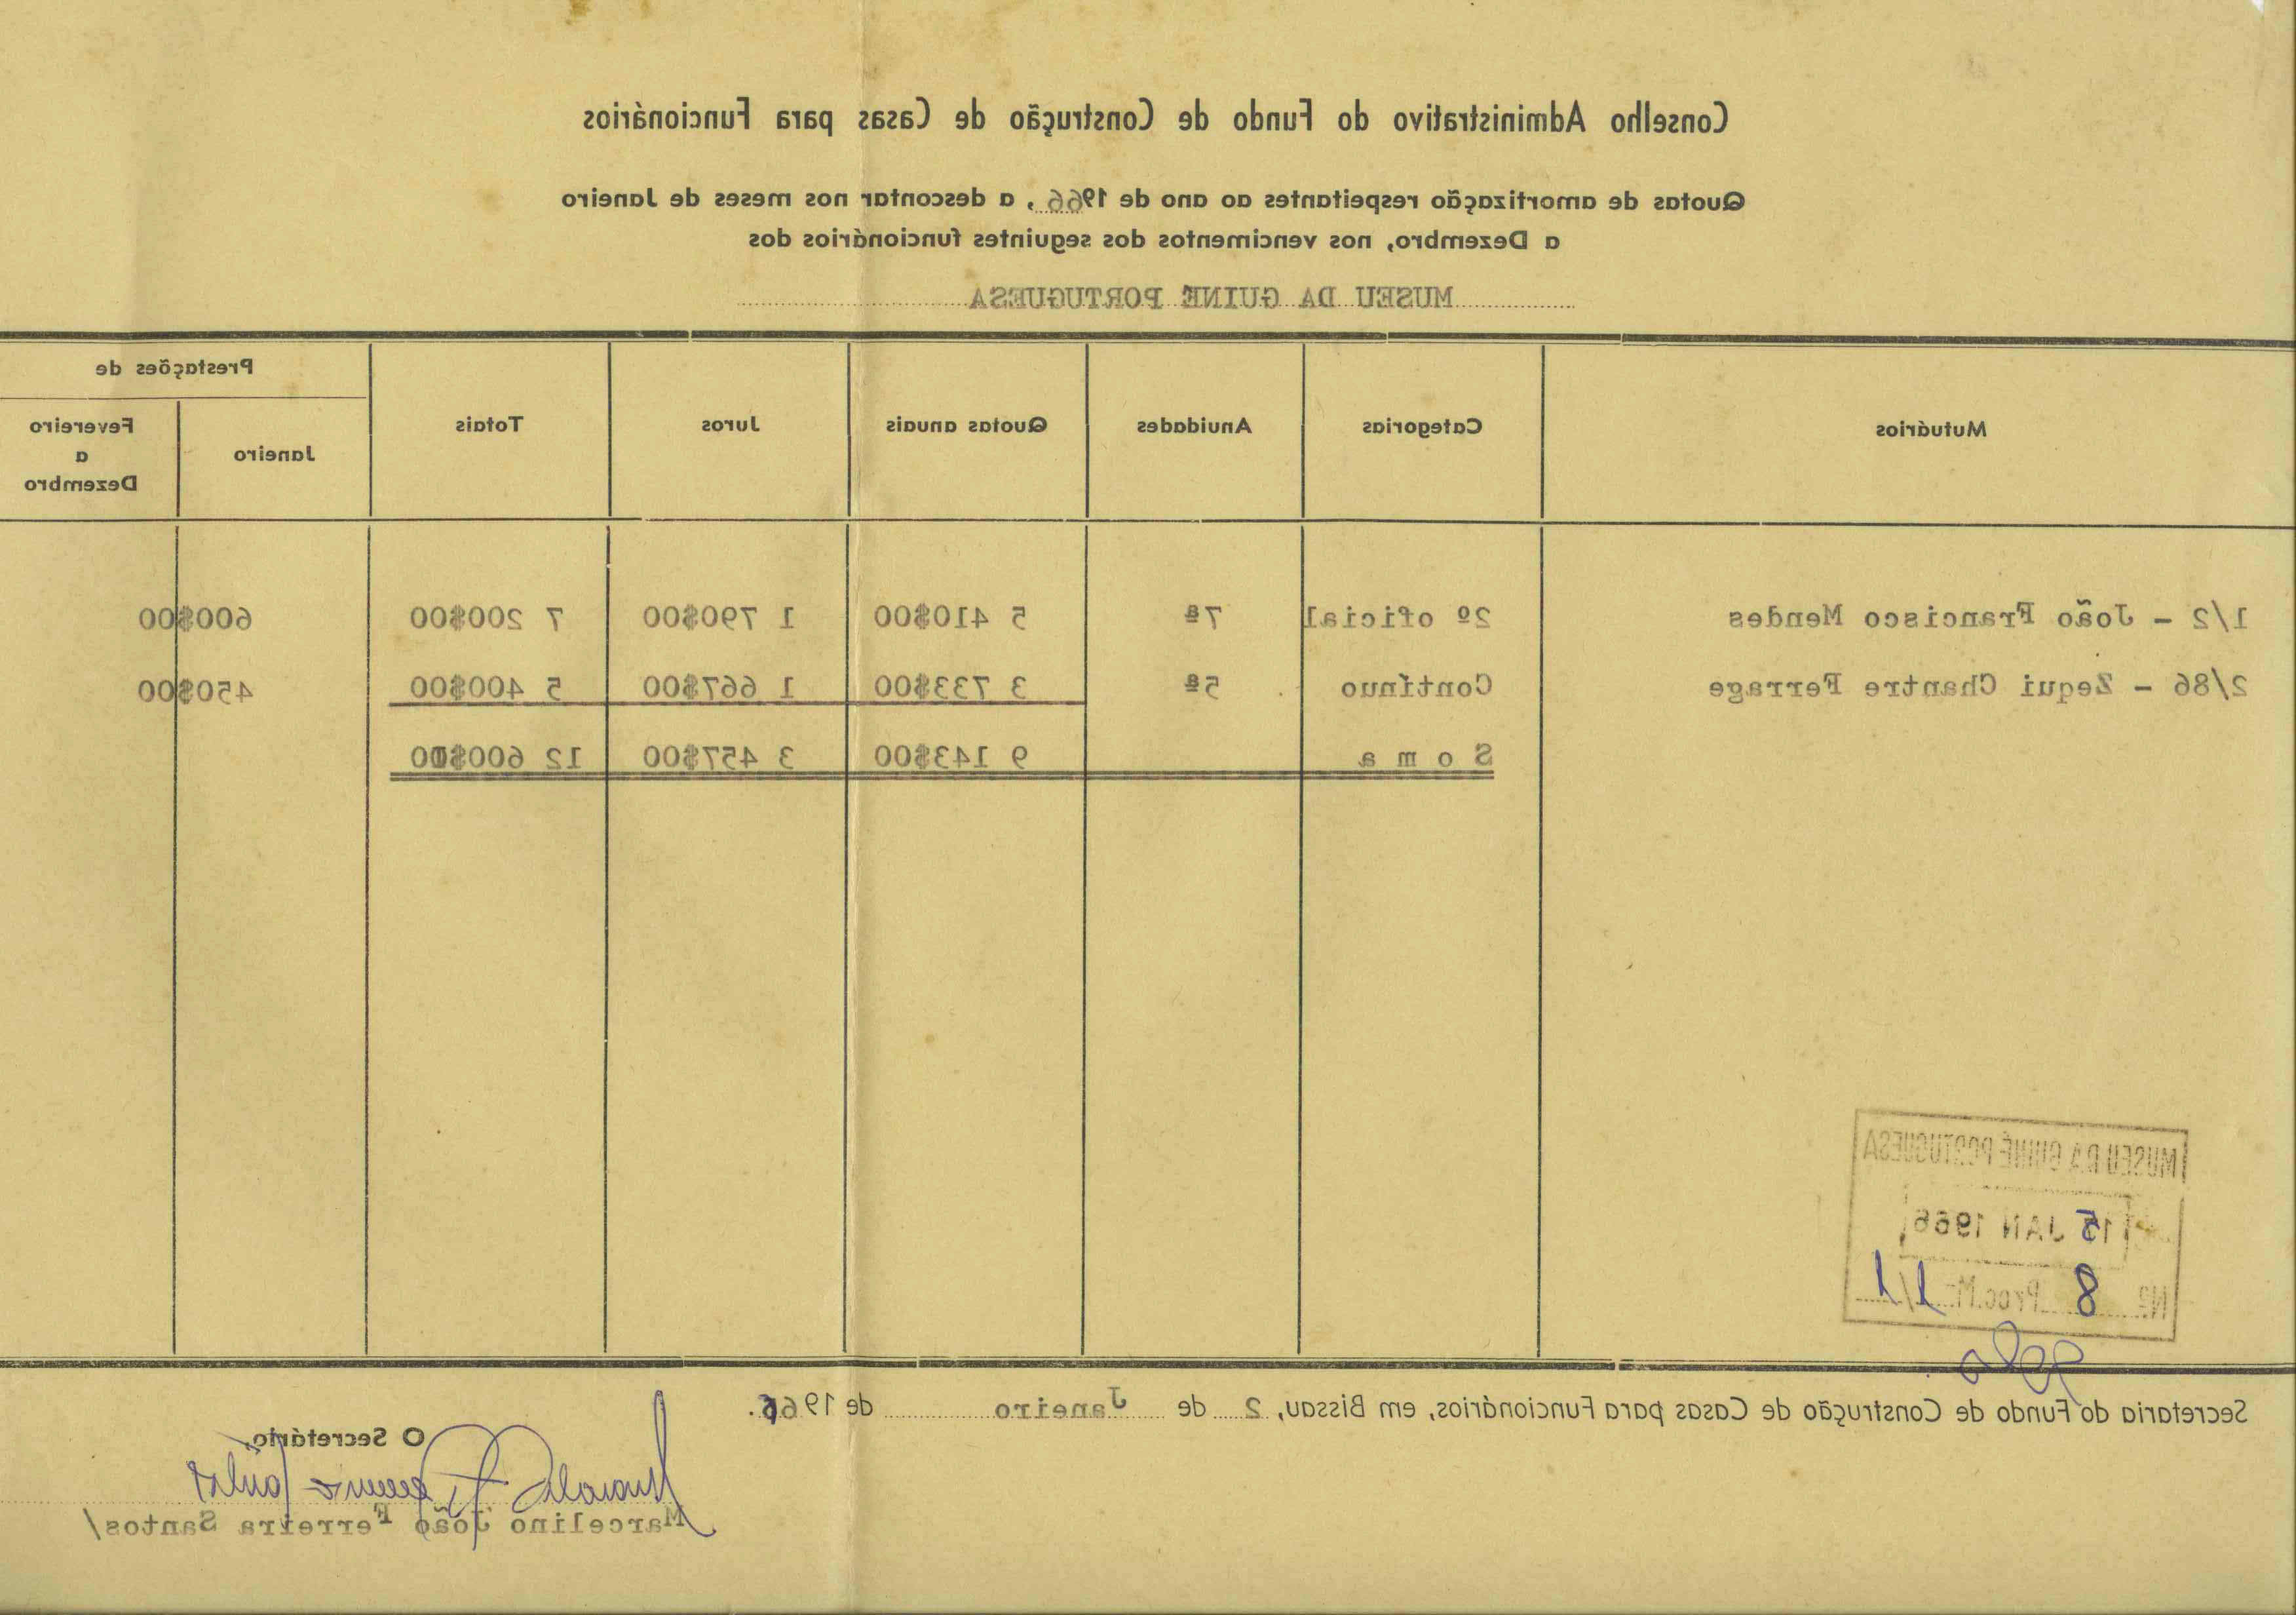 Conselho Administrativo do Fundo de Construção de Casas para Funcionários
Quotas de amortização respeitantes ao ano de 1966, a descontar nos meses de Janeiro
a Dezembro, nos vencimentos dos seguintes funcionários dos
MUSEU DA GUINÉ PORTUGUESA
Mutuários Categorias Anuidades Quotas anuais Juros Totais Prestações de
Janeiro Fevereiro a Dezembro
1/2 - João Francisco Mendes 2º oficial 7ª 5 410$00 1 790$00 7 200$00 600$00
2/86 - Zequi Chantre Ferrage Contínuo 5ª 3 733$00 1 667$00 5 400$00 450$00
S o m a 9 143$00 3 457$00 12 600$00
MUSEU DA GUINÉ PORTUGUESA
15 JAN 1966
Nº 8 Proc. Nº 1/1
Secretaria do Fundo de Construção de Casas para Funcionários, em Bissau, 2 de Janeiro de 1966.
O Secretário,
Marcelino João Ferreira Santos/